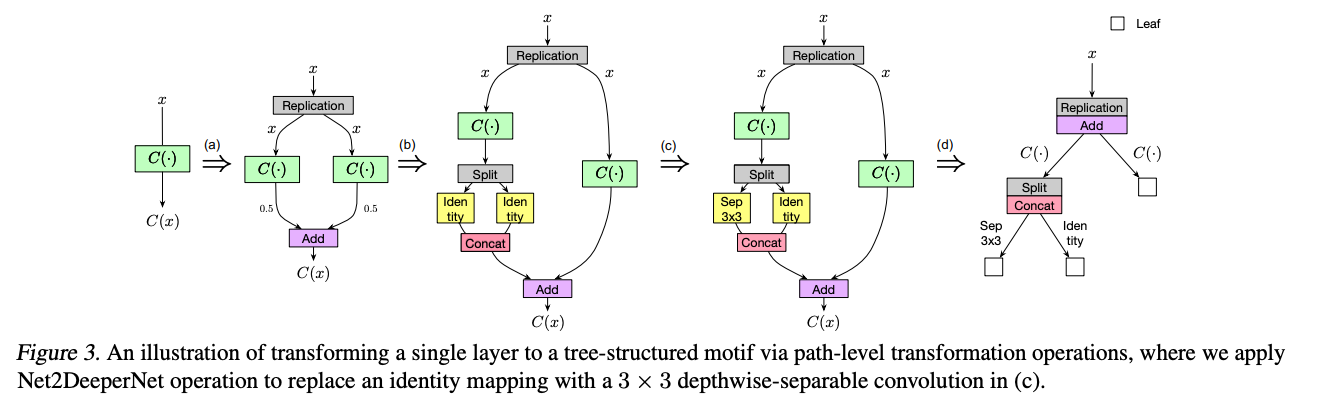 x
C(·)
C(x)
(a)
x
Replication
x x
C(·) C(·)
0.5 0.5
Add
C(x)
(b)
x
Replication
x x
C(·)
Split
C(·)
Iden
tity
Iden
tity
Concat
Add
C(x)
(c)
x
Replication
x x
C(·)
Split
C(·)
Sep
3x3
Iden
tity
Concat
Add
C(x)
(d)
Leaf
x
Replication
Add
C(·) C(·)
Split
Concat
Sep
3x3
Iden
tity
Figure 3. An illustration of transforming a single layer to a tree-structured motif via path-level transformation operations, where we apply
Net2DeeperNet operation to replace an identity mapping with a 3 × 3 depthwise-separable convolution in (c).